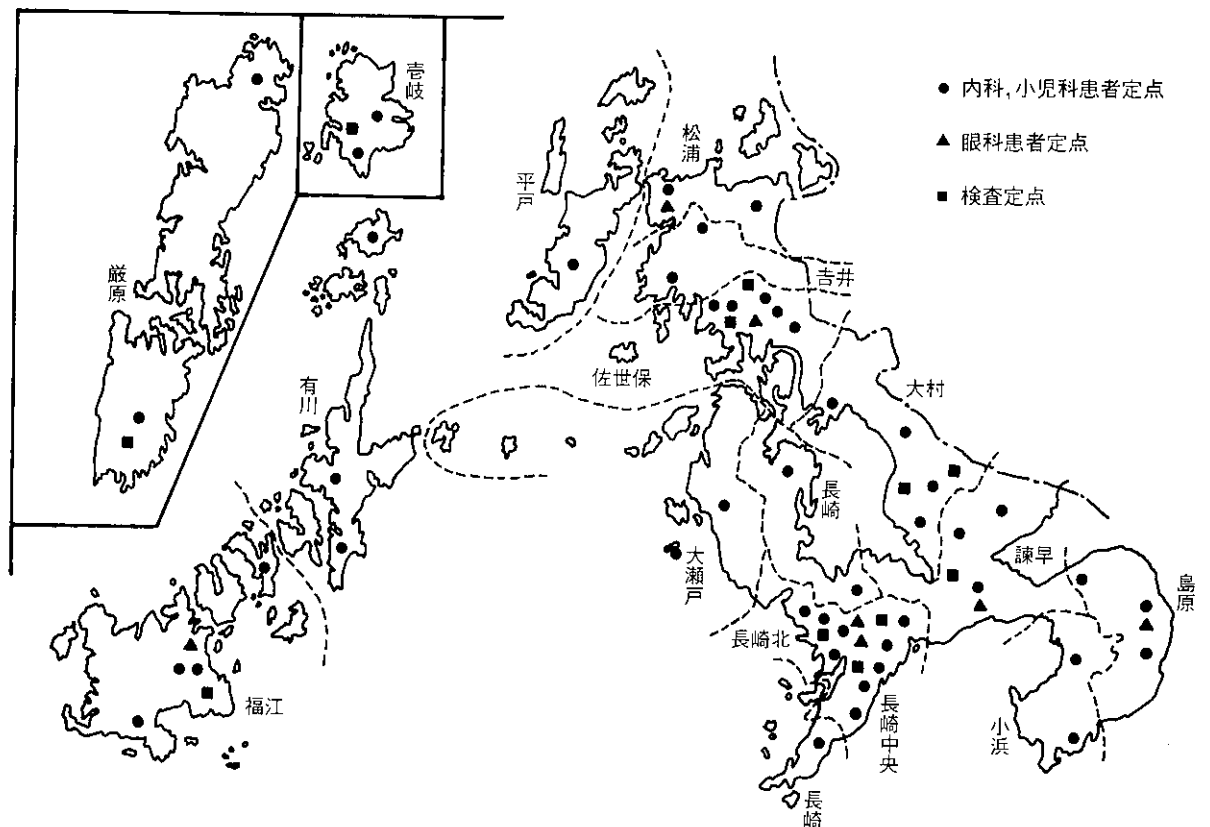 ● 内科，小児科患者定点
▲ 眼科患者定点
■ 検査定点
壱岐
厳原
松浦
平戸
吉井
佐世保
有川
大村
長崎
大瀬戸
諫早
島原
長崎北
福江
小浜
長崎中央
長崎